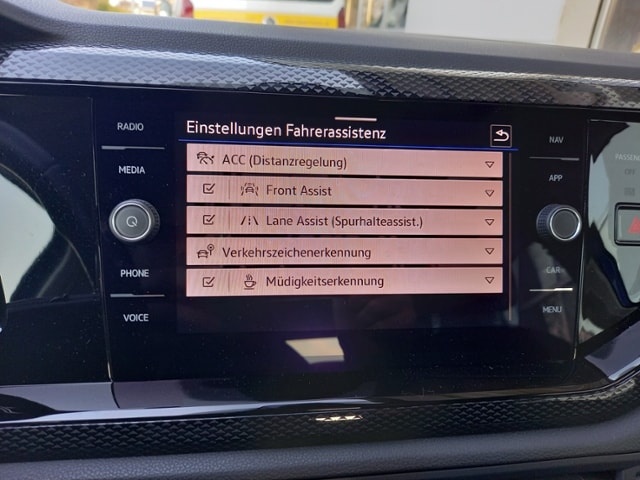 RADIO
MEDIA
PHONE
VOICE
Einstellungen Fahrerassistenz
ACC (Distanzregelung)
Front Assist
Lane Assist (Spurhalteassist.)
Verkehrszeichenerkennung
Müdigkeitserkennung
NAV
APP
CAR
MENU
OFF